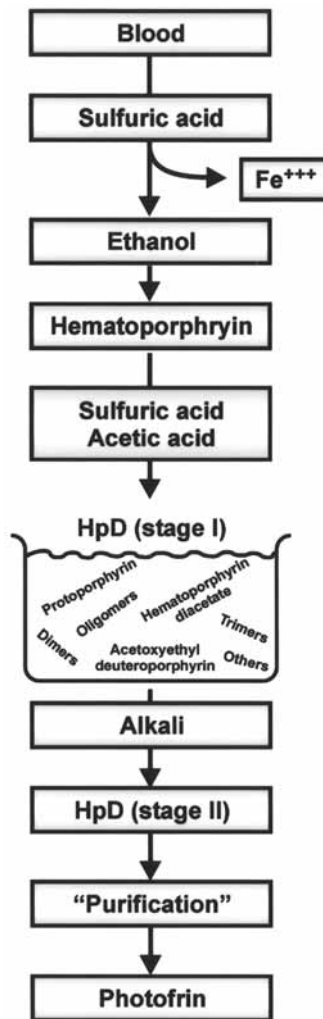 Blood
Sulfuric acid
Fe+++
Ethanol
Hematoporphryin
Sulfuric acid
Acetic acid
HpD (stage I)
Protoporphyrin
Oligomers
Dimers
Hematoporphyrin
diacetate
Trimers
Acetoxyethyl
deuteroporphyrin
Others
Alkali
HpD (stage II)
“Purification”
Photofrin